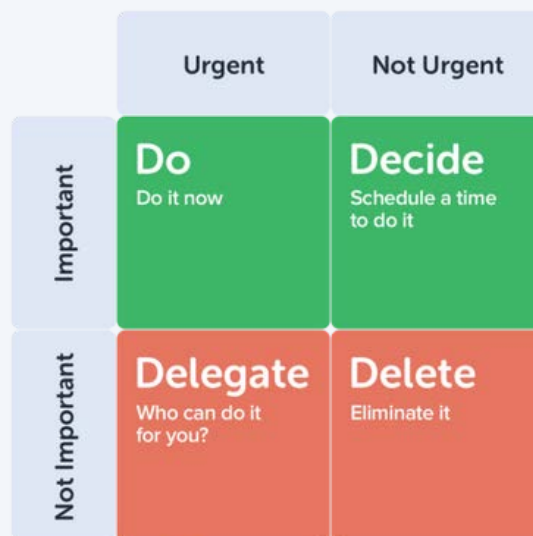 Urgent
Not Urgent
Important
Do
Do it now
Decide
Schedule a time
to do it
Not Important
Delegate
Who can do it
for you?
Delete
Eliminate it